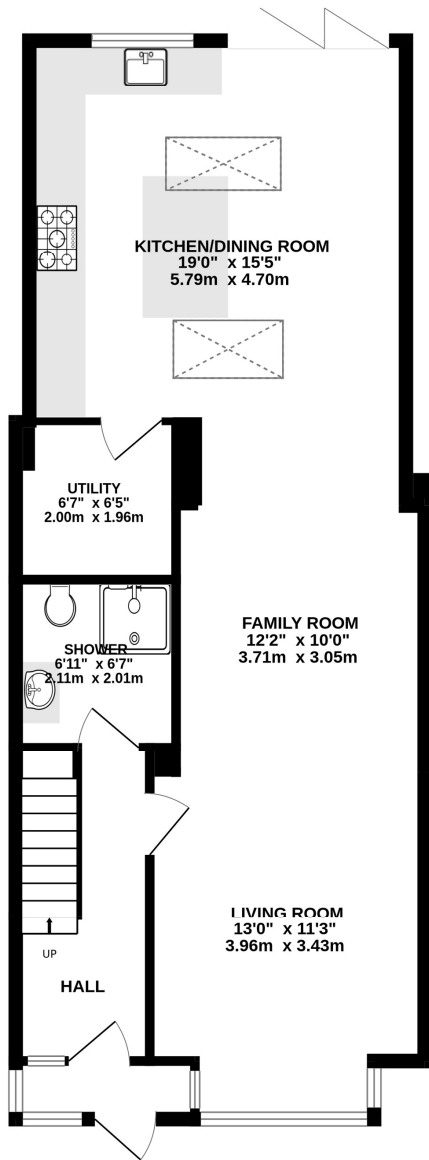 KITCHEN/DINING ROOM
19'0" x 15'5"
5.79m x 4.70m
UTILITY
6'7" x 6'5"
2.00m x 1.96m
FAMILY ROOM
12'2" x 10'0"
3.71m x 3.05m
SHOWER
6'11" x 6'7"
2.11m x 2.01m
LIVING ROOM
13'0" x 11'3"
3.96m x 3.43m
UP
HALL